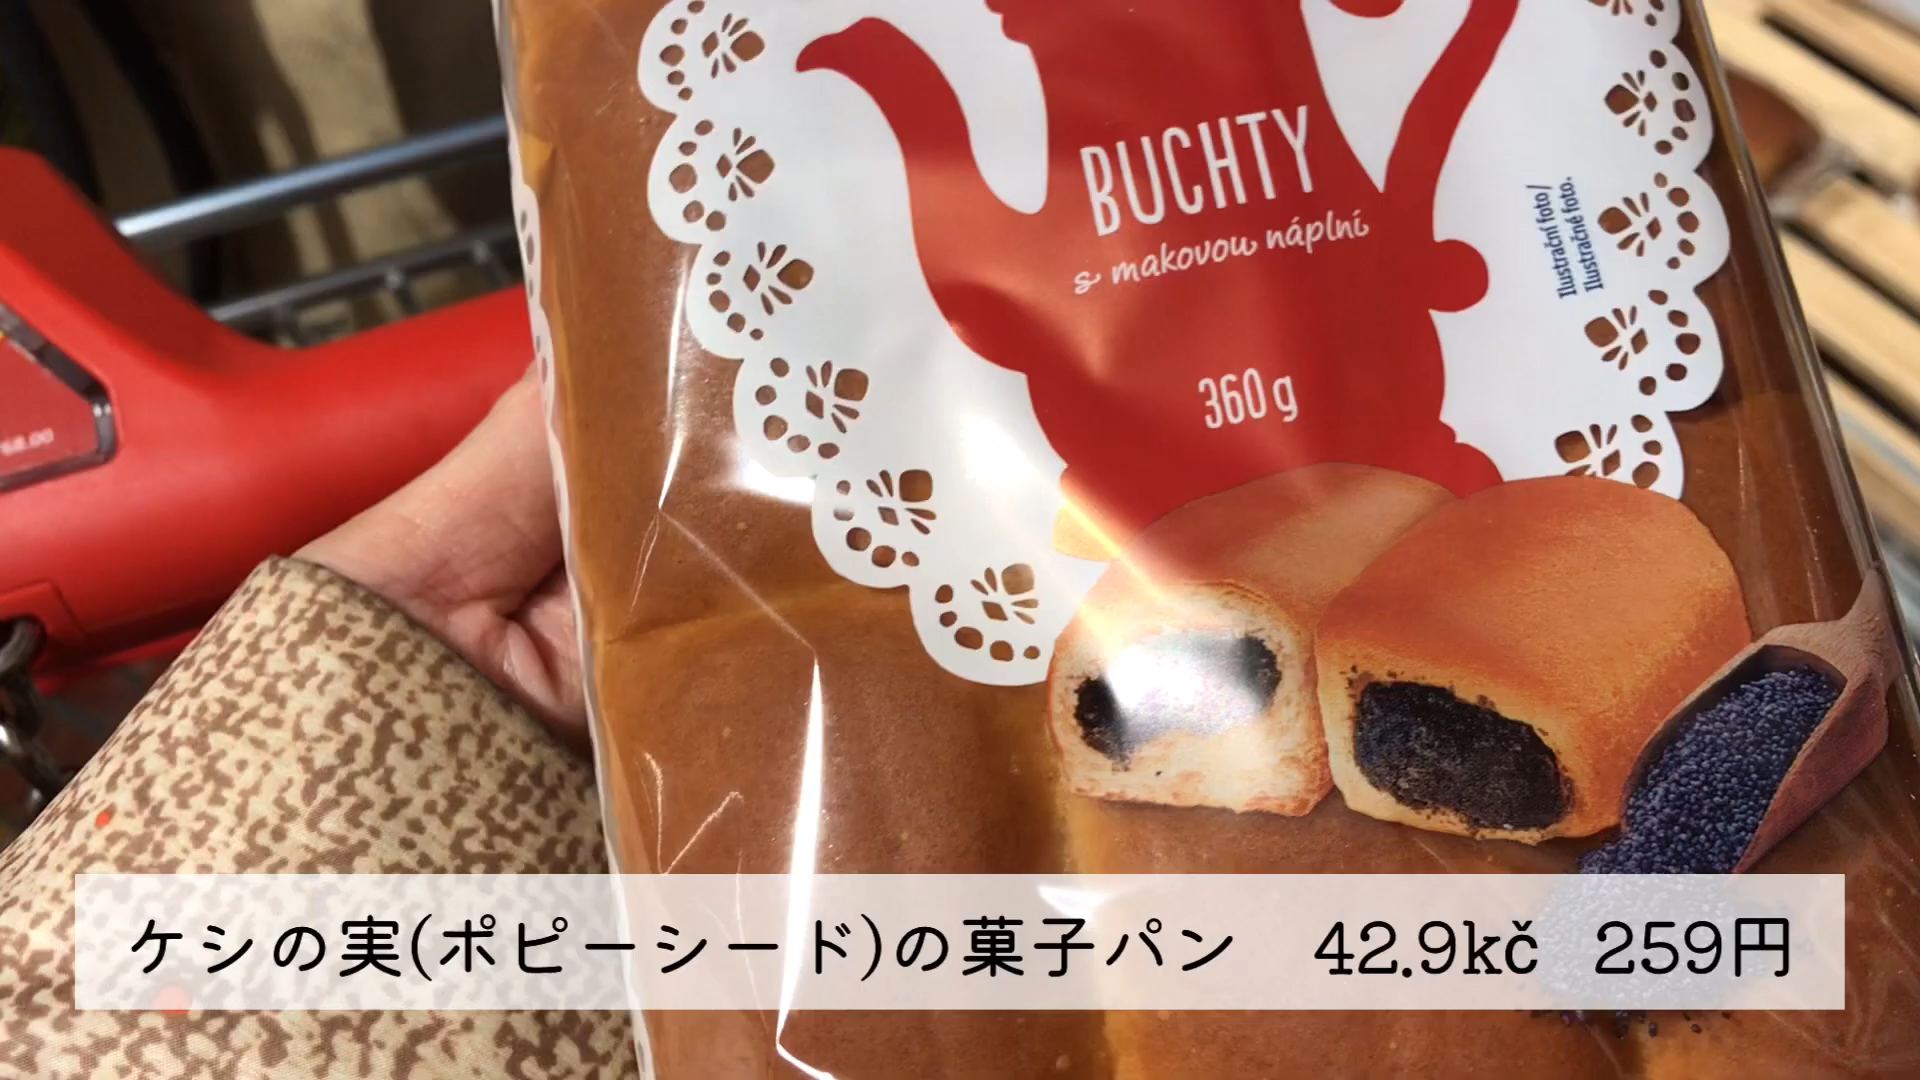 BUCHTY
s makovou náplní
360 g
Ilustrační foto/
Ilustračné foto.
ケシの実(ポピーシード)の菓子パン 42.9kč 259円